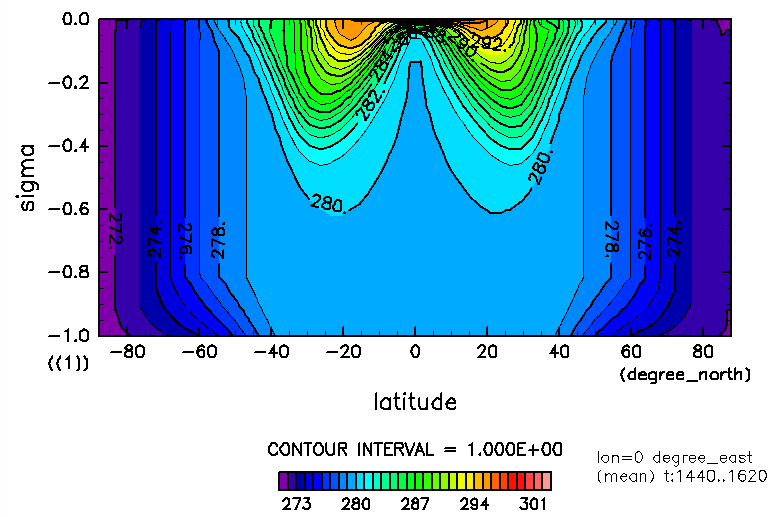 0.0
−0.2
−0.4
−0.6
−0.8
−1.0
sigma
((1))
284.
282.
292.
292.
280.
280.
272.
274.
276.
278.
278.
276.
274.
−80 −60 −40 −20 0 20 40 60 80
(degree_north)
latitude
CONTOUR INTERVAL = 1.000E+00
273 280 287 294 301
lon=0 degree_east
(mean) t:1440..1620